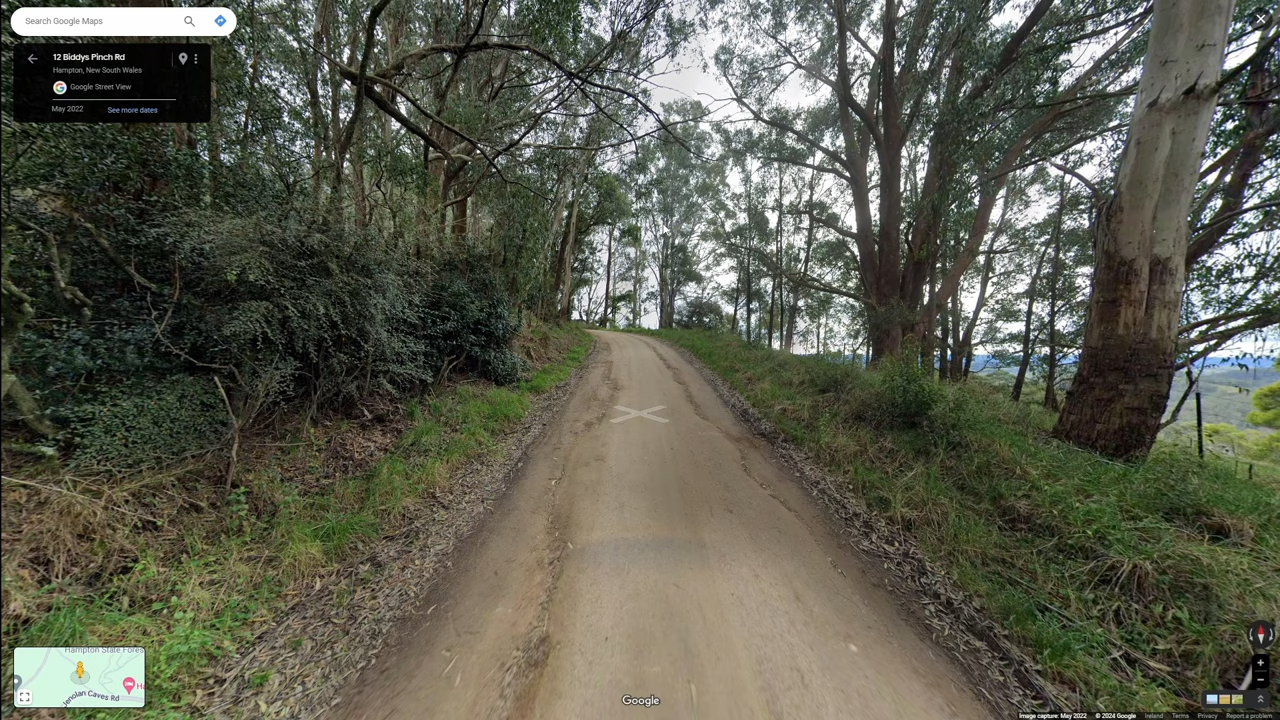 Search Google Maps
12 Biddys Pinch Rd
Hampton, New South Wales
Google Street View
May 2022
See more dates
Hampton State Fores
Jenolan Caves Rd
Ha
Google
Image capture: May 2022 © 2024 Google Ireland Terms Privacy Report a problem